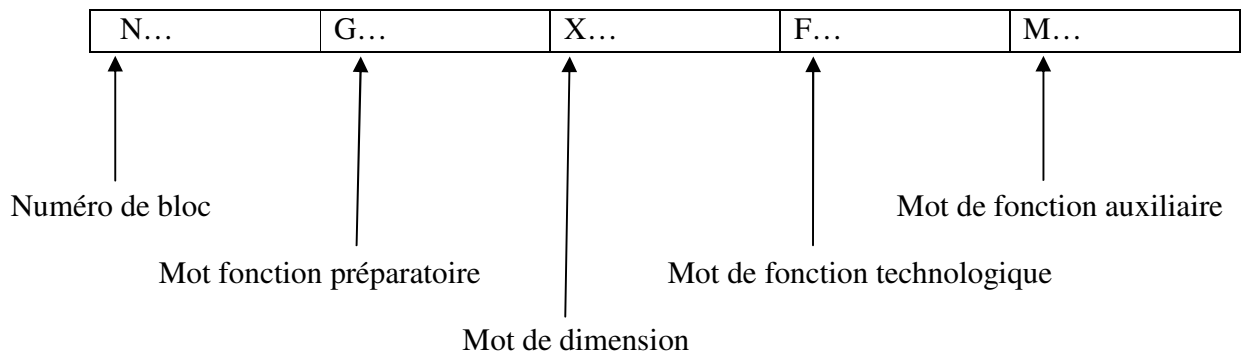 N… G… X… F… M…
Numéro de bloc
Mot de fonction auxiliaire
Mot fonction préparatoire
Mot de fonction technologique
Mot de dimension